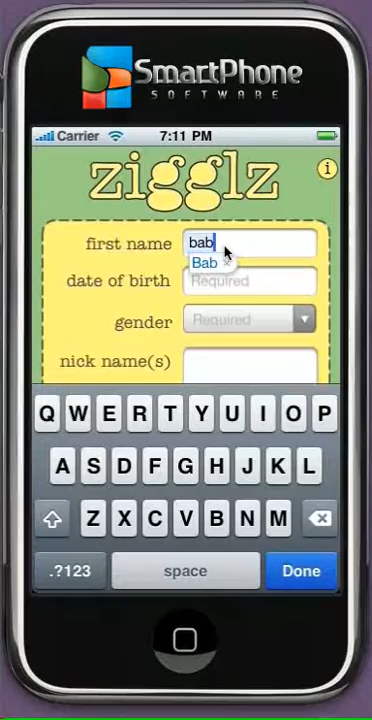 SmartPhone
SOFTWARE
Carrier 7:11 PM
zigglz
i
first name bab
Bab ×
date of birth Required
gender Required
nick name(s)
Q W E R T Y U I O P
A S D F G H J K L
Z X C V B N M
.?123 space Done